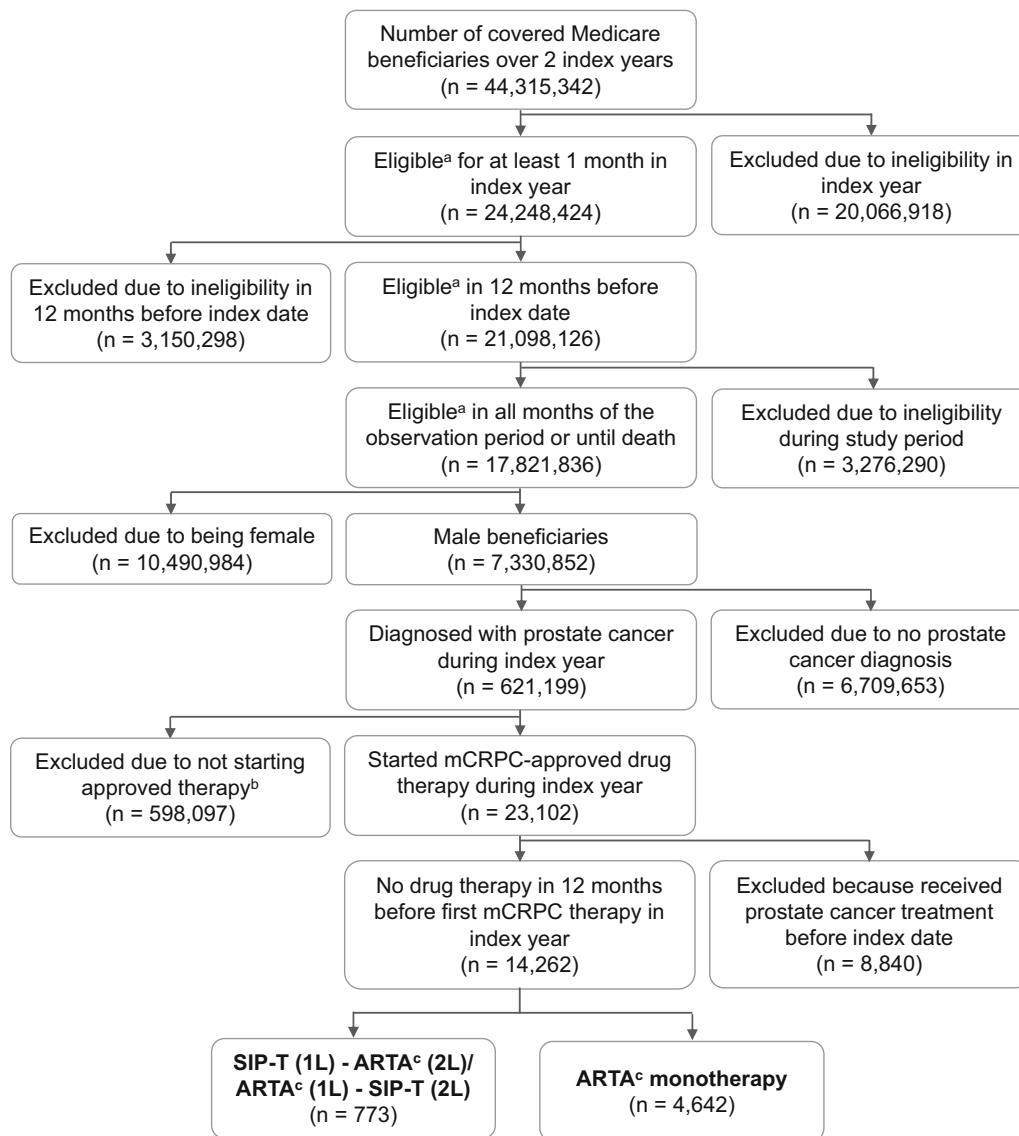 Number of covered Medicare
beneficiaries over 2 index years
(n = 44,315,342)
Eligibleᵃ for at least 1 month in
index year
(n = 24,248,424)
Excluded due to ineligibility in
index year
(n = 20,066,918)
Excluded due to ineligibility in
12 months before index date
(n = 3,150,298)
Eligibleᵃ in 12 months before
index date
(n = 21,098,126)
Eligibleᵃ in all months of the
observation period or until death
(n = 17,821,836)
Excluded due to ineligibility
during study period
(n = 3,276,290)
Excluded due to being female
(n = 10,490,984)
Male beneficiaries
(n = 7,330,852)
Diagnosed with prostate cancer
during index year
(n = 621,199)
Excluded due to no prostate
cancer diagnosis
(n = 6,709,653)
Excluded due to not starting
approved therapyᵇ
(n = 598,097)
Started mCRPC-approved drug
therapy during index year
(n = 23,102)
No drug therapy in 12 months
before first mCRPC therapy in
index year
(n = 14,262)
Excluded because received
prostate cancer treatment
before index date
(n = 8,840)
SIP-T (1L) - ARTAᶜ (2L)/
ARTAᶜ (1L) - SIP-T (2L)
(n = 773)
ARTAᶜ monotherapy
(n = 4,642)